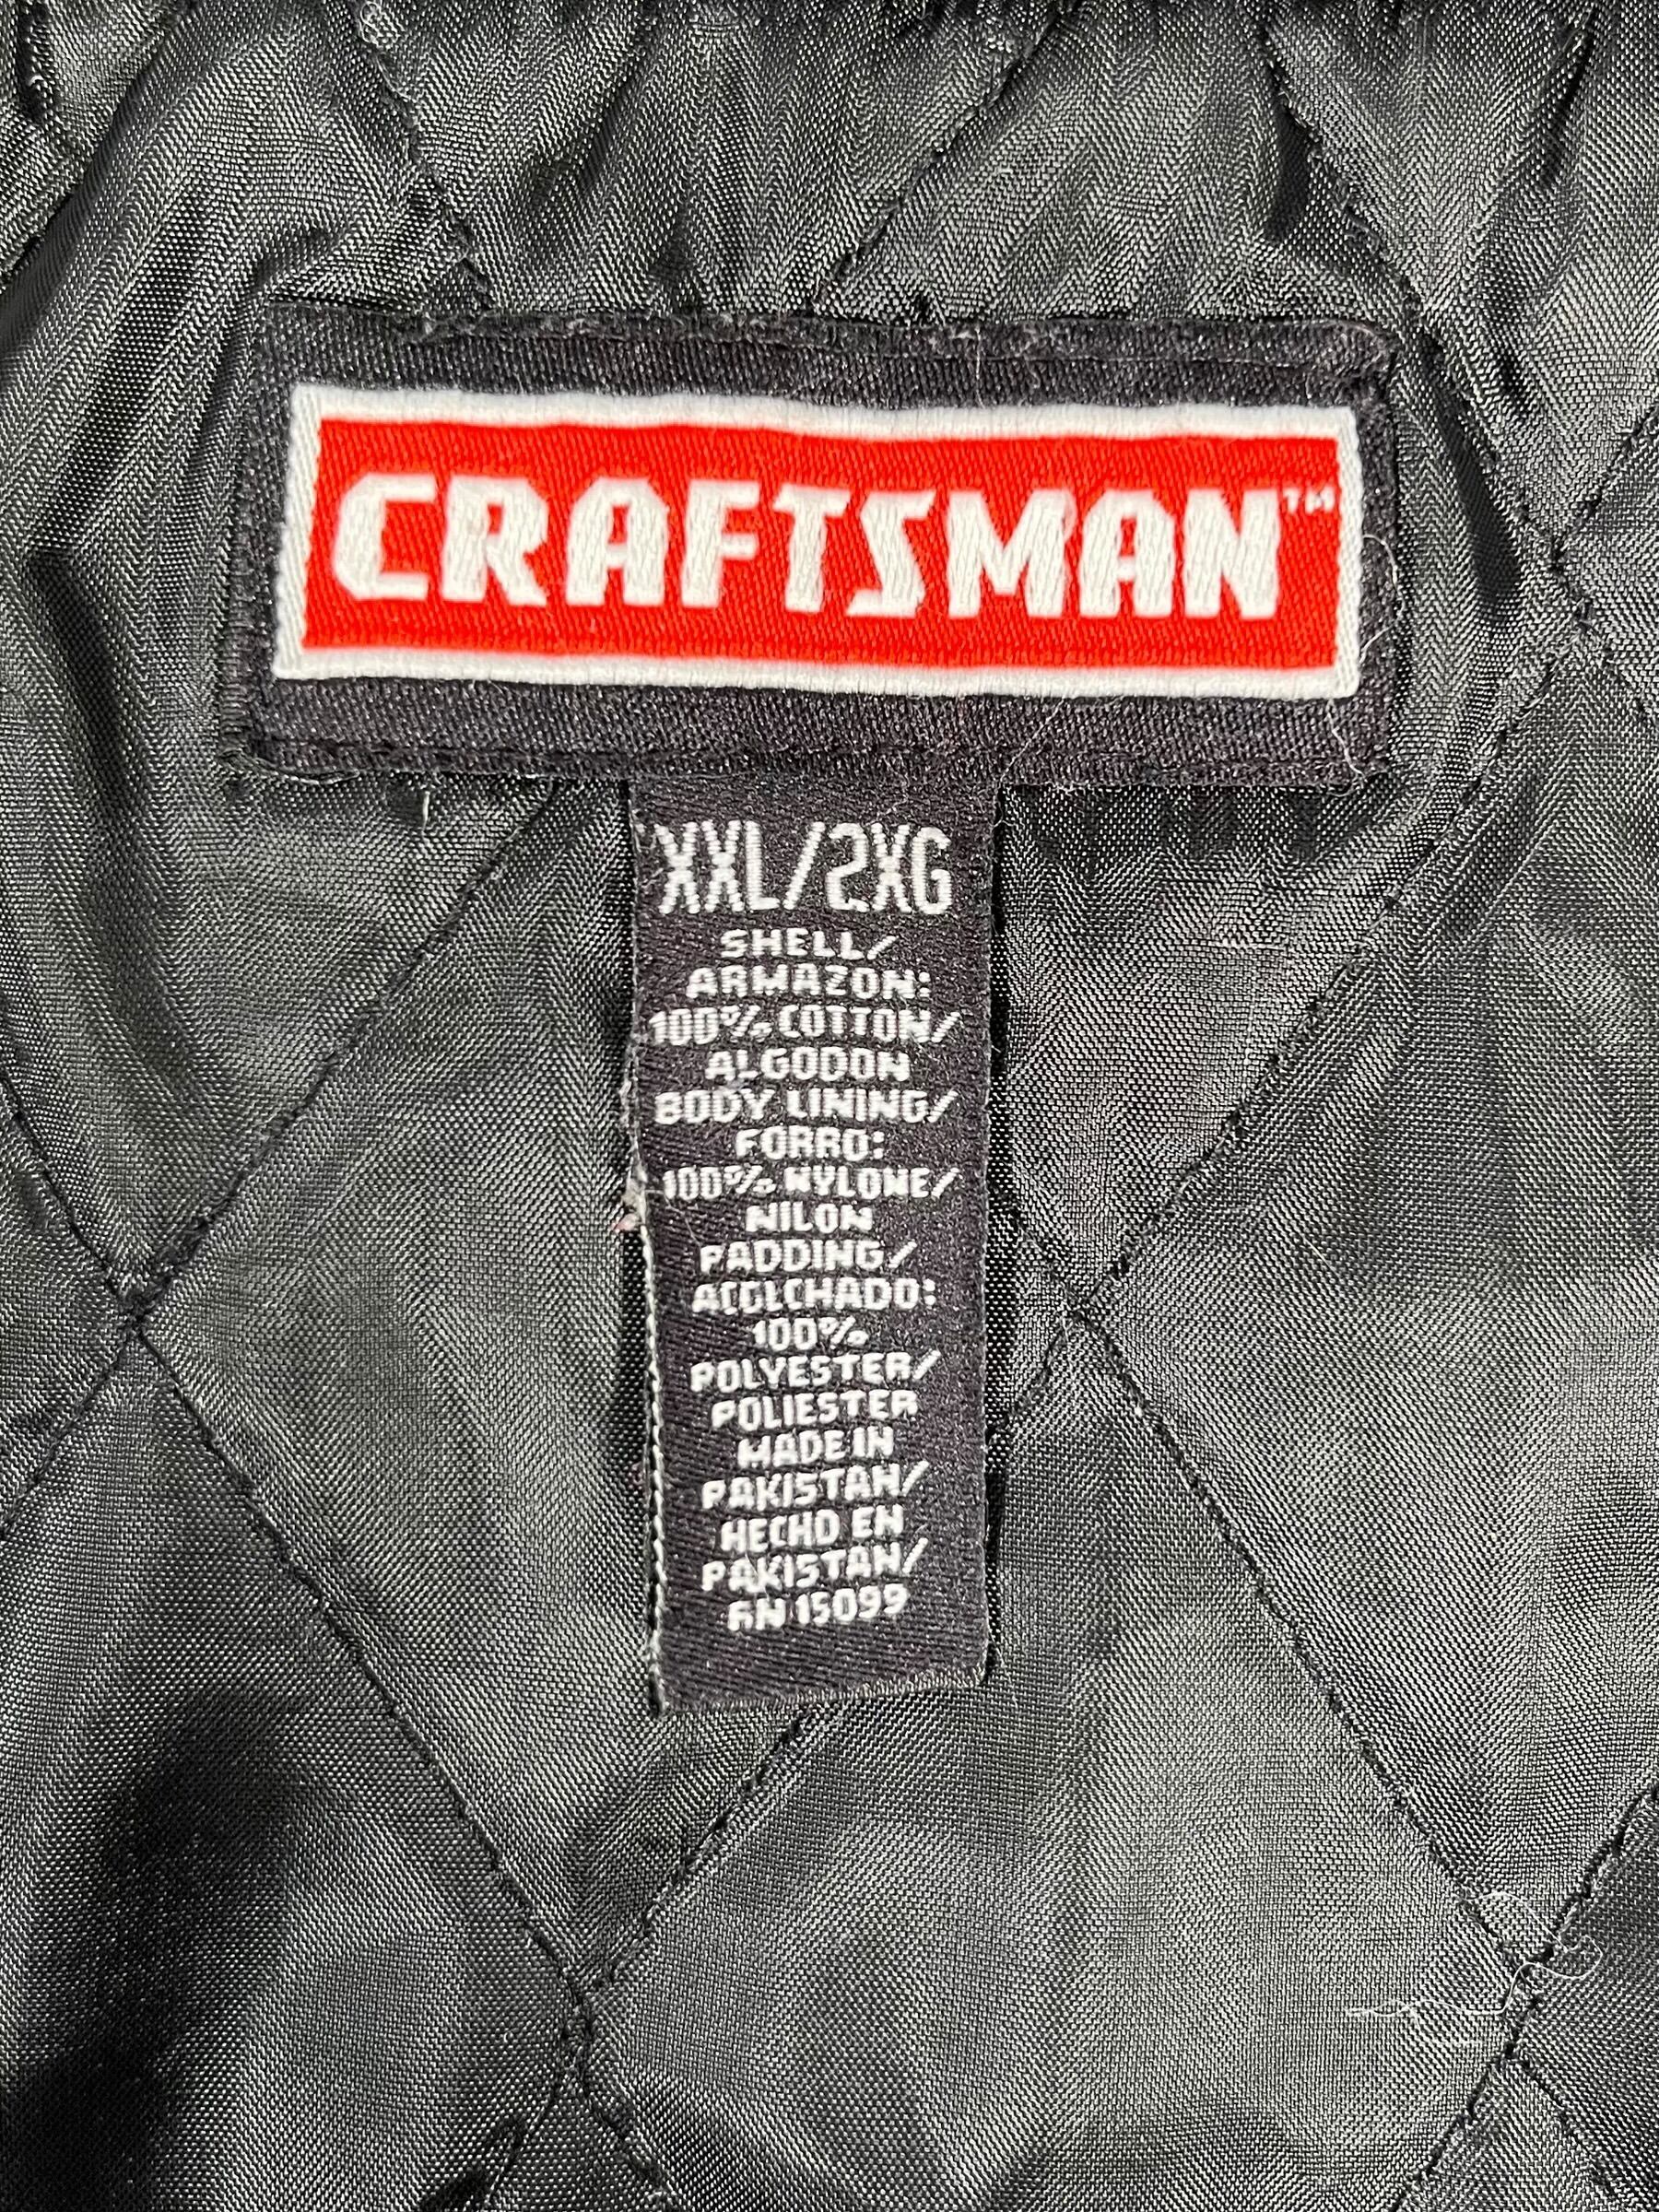 CRAFTSMAN™
XXL/2XG
SHELL/
ARMAZON:
100% COTTON/
ALGODON
BODY LINING/
FORRO:
100% NYLONE/
NILON
PADDING/
ACOLCHADO:
100%
POLYESTER/
POLIESTER
MADE IN
PAKISTAN/
HECHO EN
PAKISTAN/
RN 15099